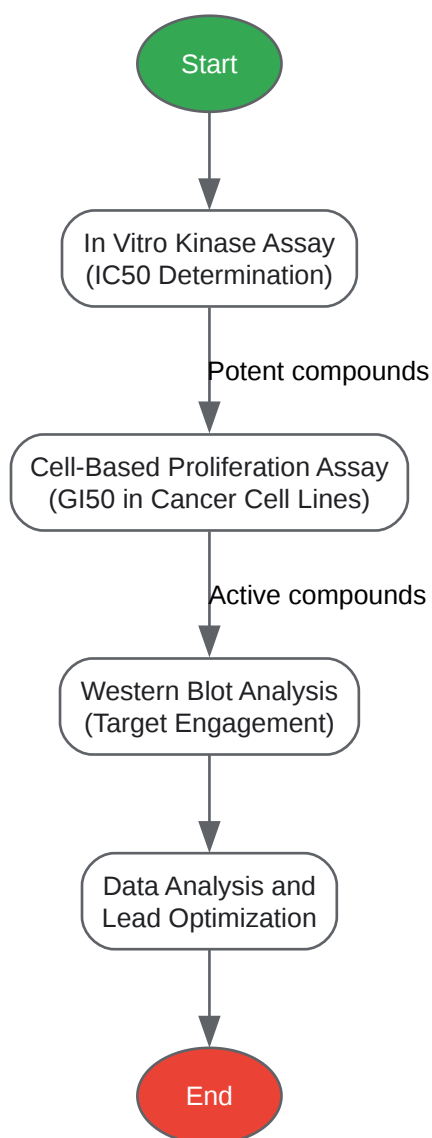 Start
In Vitro Kinase Assay
(IC50 Determination)
Potent compounds
Cell-Based Proliferation Assay
(GI50 in Cancer Cell Lines)
Active compounds
Western Blot Analysis
(Target Engagement)
Data Analysis and
Lead Optimization
End